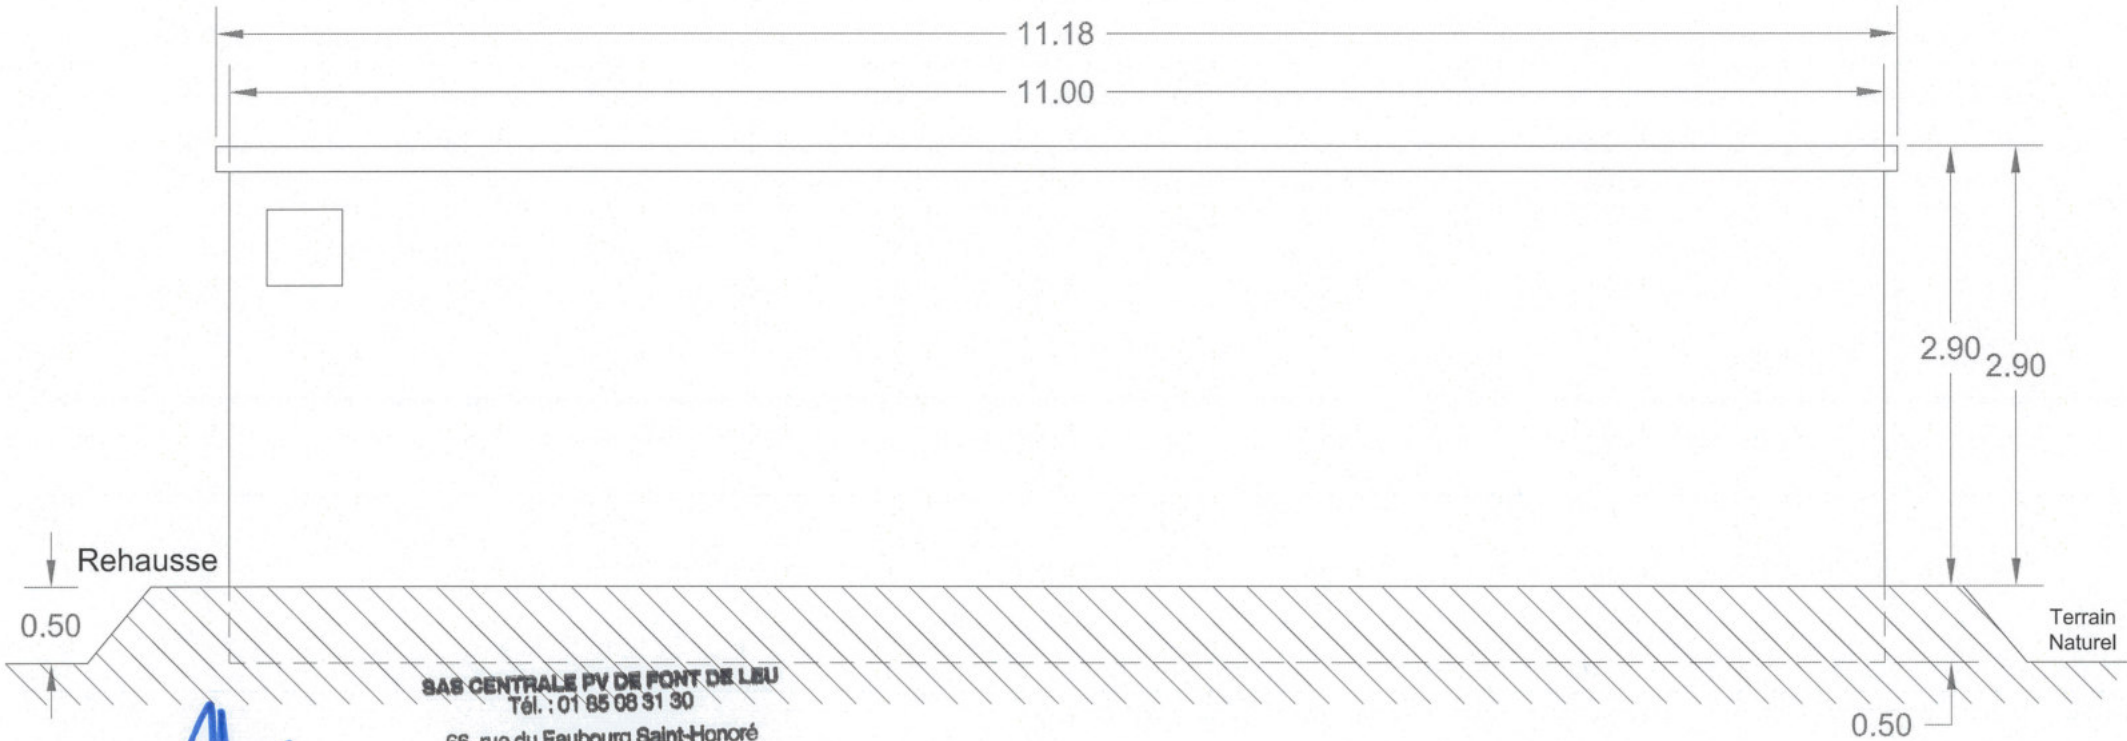 11.18
11.00
2.90
2.90
Rehausse
0.50
Terrain
Naturel
SAS CENTRALE PV DE FONT DE LEU
Tél. : 01 85 08 31 30
66, rue du Faubourg Saint-Honoré
0.50